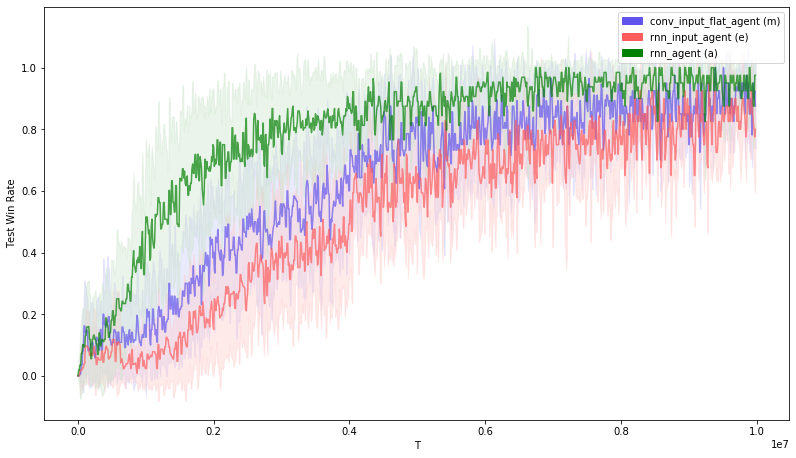 conv_input_flat_agent (m)
rnn_input_agent (e)
rnn_agent (a)
Test Win Rate
1.0
0.8
0.6
0.4
0.2
0.0
0.0 0.2 0.4 0.6 0.8 1.0
1e7
T